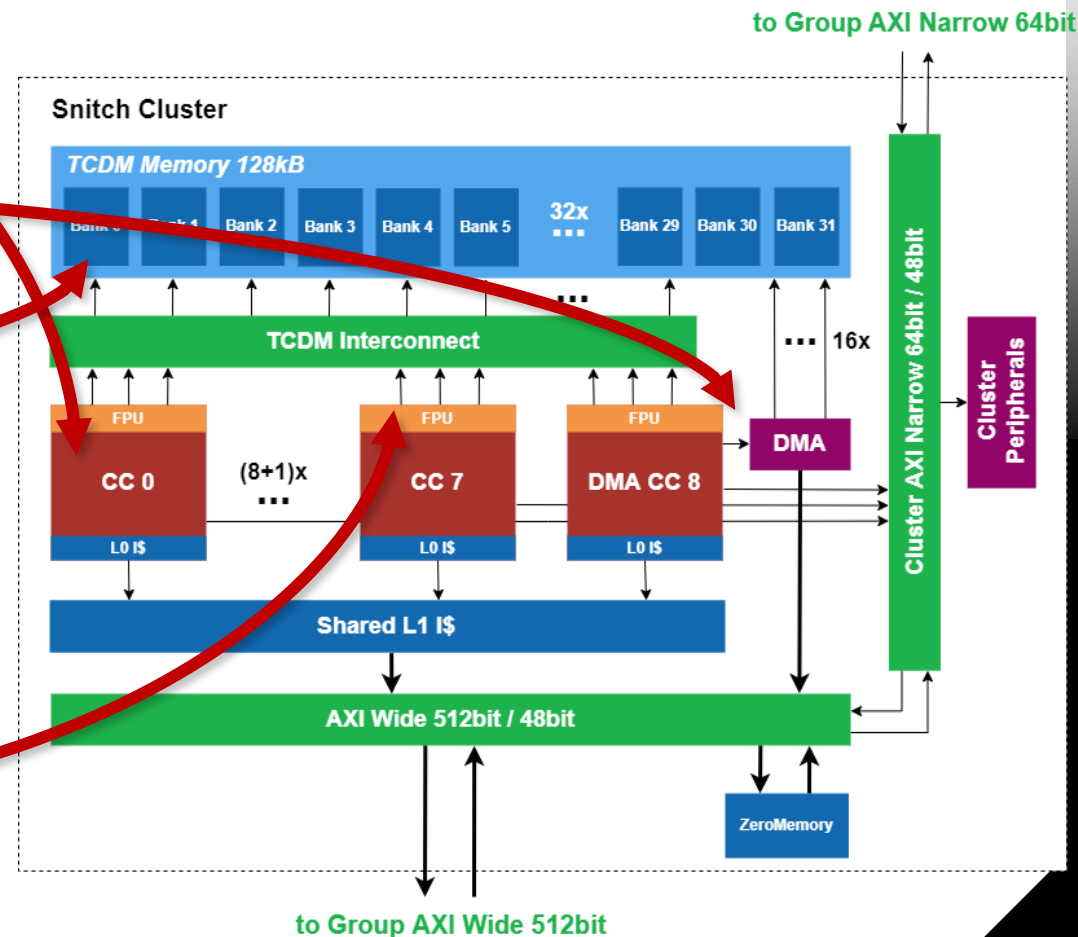 to Group AXI Narrow 64bit
Snitch Cluster
TCDM Memory 128kB
Bank 1
Bank 2
Bank 3
Bank 4
Bank 5
32x
...
Bank 29
Bank 30
Bank 31
...
TCDM Interconnect
... 16x
FPU
FPU
FPU
CC 0
(8+1)x
...
CC 7
DMA CC 8
DMA
L0 I$
L0 I$
L0 I$
Cluster AXI Narrow 64bit / 48bit
Cluster
Peripherals
Shared L1 I$
AXI Wide 512bit / 48bit
ZeroMemory
to Group AXI Wide 512bit